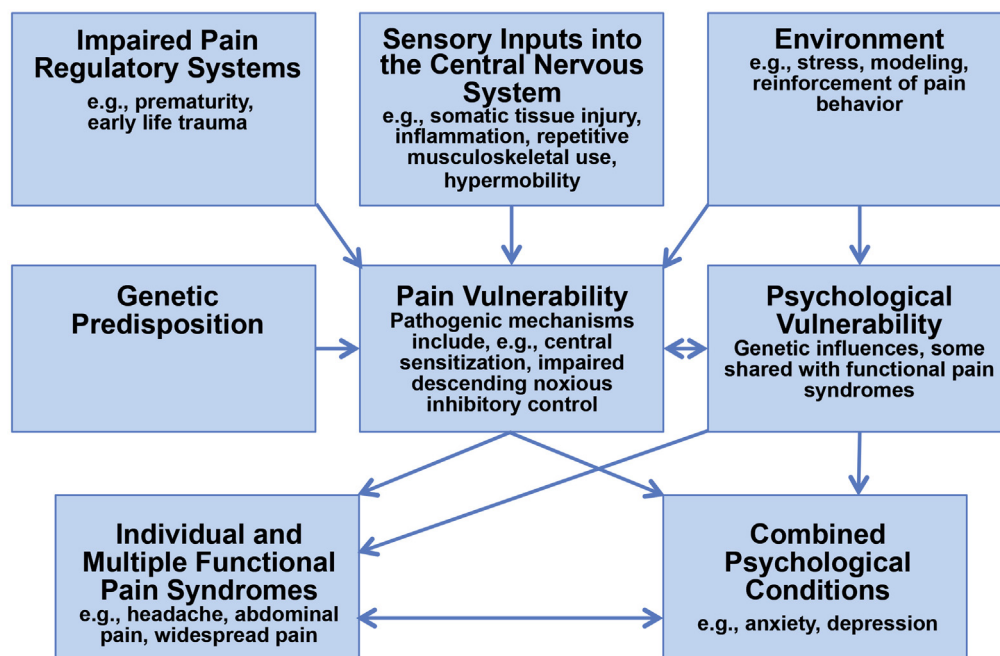 Impaired Pain
Regulatory Systems
e.g., prematurity,
early life trauma
Sensory Inputs into
the Central Nervous
System
e.g., somatic tissue injury,
inflammation, repetitive
musculoskeletal use,
hypermobility
Environment
e.g., stress, modeling,
reinforcement of pain
behavior
Genetic
Predisposition
Pain Vulnerability
Pathogenic mechanisms
include, e.g., central
sensitization, impaired
descending noxious
inhibitory control
Psychological
Vulnerability
Genetic influences, some
shared with functional pain
syndromes
Individual and
Multiple Functional
Pain Syndromes
e.g., headache, abdominal
pain, widespread pain
Combined
Psychological
Conditions
e.g., anxiety, depression